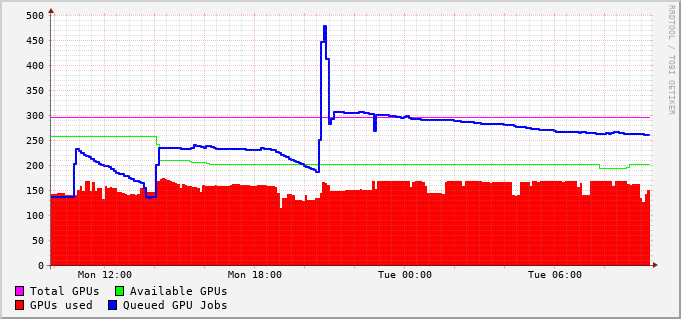 500
450
400
350
300
250
200
150
100
50
0
Mon 12:00 Mon 18:00 Tue 00:00 Tue 06:00
Total GPUs Available GPUs
GPUs used Queued GPU Jobs
RRDTOOL / TOBI OETIKER